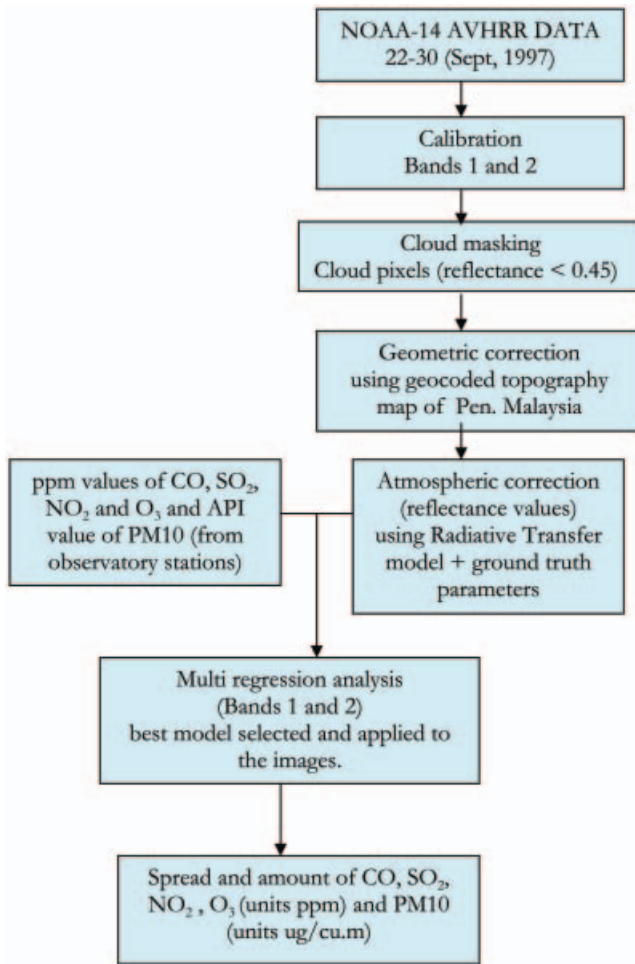 NOAA-14 AVHRR DATA
22-30 (Sept, 1997)
Calibration
Bands 1 and 2
Cloud masking
Cloud pixels (reflectance < 0.45)
Geometric correction
using geocoded topography
map of Pen. Malaysia
ppm values of CO, SO₂,
NO₂ and O₃ and API
value of PM10 (from
observatory stations)
Atmospheric correction
(reflectance values)
using Radiative Transfer
model + ground truth
parameters
Multi regression analysis
(Bands 1 and 2)
best model selected and applied to
the images.
Spread and amount of CO, SO₂,
NO₂ , O₃ (units ppm) and PM10
(units ug/cu.m)